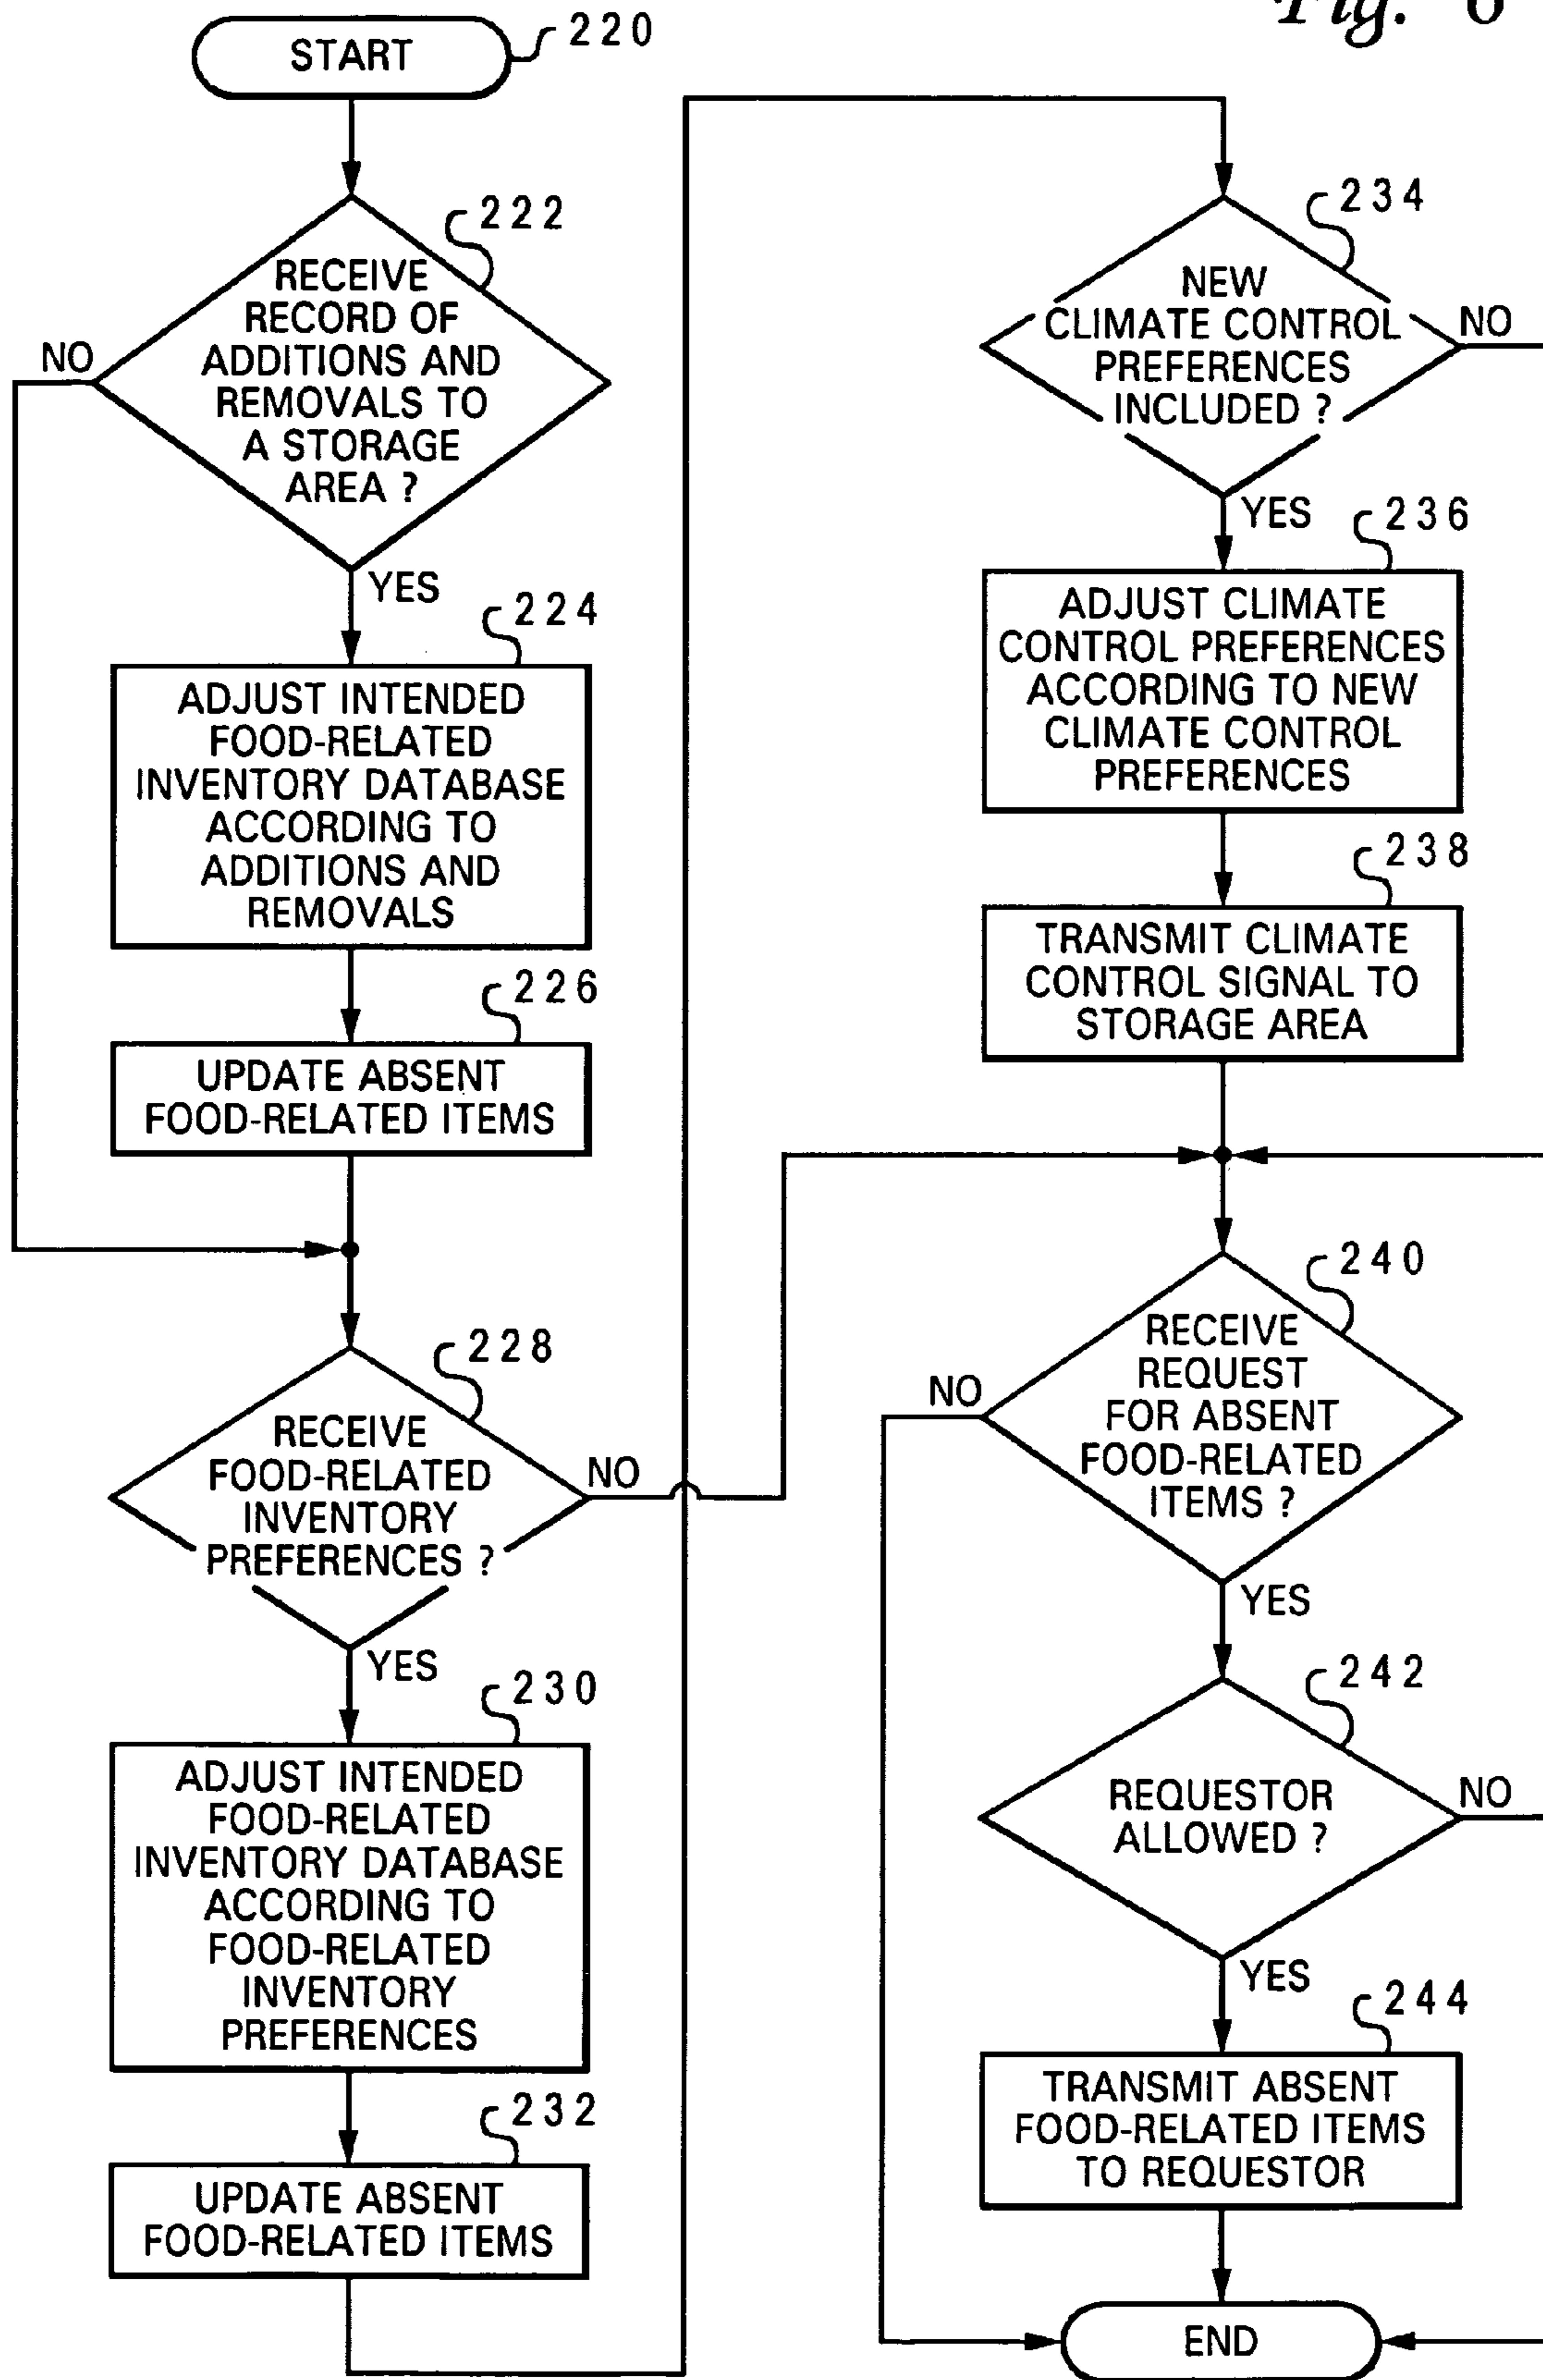 Fig. 6
START
220
222
RECEIVE
RECORD OF
ADDITIONS AND
REMOVALS TO
A STORAGE
AREA ?
NO
YES
224
ADJUST INTENDED
FOOD-RELATED
INVENTORY DATABASE
ACCORDING TO
ADDITIONS AND
REMOVALS
226
UPDATE ABSENT
FOOD-RELATED ITEMS
228
RECEIVE
FOOD-RELATED
INVENTORY
PREFERENCES ?
NO
YES
230
ADJUST INTENDED
FOOD-RELATED
INVENTORY DATABASE
ACCORDING TO
FOOD-RELATED
INVENTORY
PREFERENCES
232
UPDATE ABSENT
FOOD-RELATED ITEMS
234
NEW
CLIMATE CONTROL
PREFERENCES
INCLUDED ?
NO
YES
236
ADJUST CLIMATE
CONTROL PREFERENCES
ACCORDING TO NEW
CLIMATE CONTROL
PREFERENCES
238
TRANSMIT CLIMATE
CONTROL SIGNAL TO
STORAGE AREA
240
RECEIVE
REQUEST
FOR ABSENT
FOOD-RELATED
ITEMS ?
NO
YES
242
REQUESTOR
ALLOWED ?
NO
YES
244
TRANSMIT ABSENT
FOOD-RELATED ITEMS
TO REQUESTOR
END